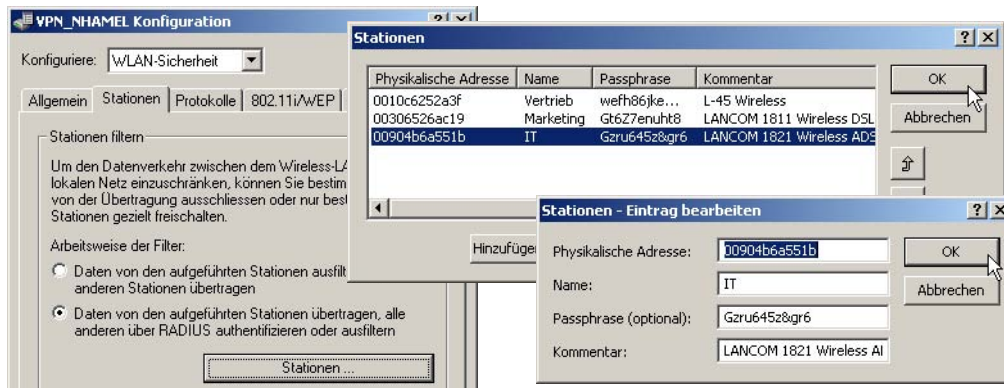 VPN_NHAMEL Konfiguration
Konfiguriere: WLAN-Sicherheit
Allgemein Stationen Protokolle 802.11i/WEP
Stationen filtern
Um den Datenverkehr zwischen dem Wireless-LA
lokalen Netz einzuschränken, können Sie bestim
von der Übertragung ausschliessen oder nur best
Stationen gezielt freischalten.
Arbeitsweise der Filter:
Daten von den aufgeführten Stationen ausfilt
anderen Stationen übertragen
Daten von den aufgeführten Stationen übertragen, alle
anderen über RADIUS authentifizieren oder ausfiltern
Stationen ...
Stationen
Physikalische Adresse Name Passphrase Kommentar
0010c6252a3f Vertrieb wefh86jke... L-45 Wireless
00306526ac19 Marketing Gt6Z7enuht8 LANCOM 1811 Wireless DSL
00904b6a551b IT Gzru645z&gr6 LANCOM 1821 Wireless ADS
OK
Abbrechen
Hinzufüge
Stationen - Eintrag bearbeiten
Physikalische Adresse: 00904b6a551b
Name: IT
Passphrase (optional): Gzru645z&gr6
Kommentar: LANCOM 1821 Wireless AI
OK
Abbrechen